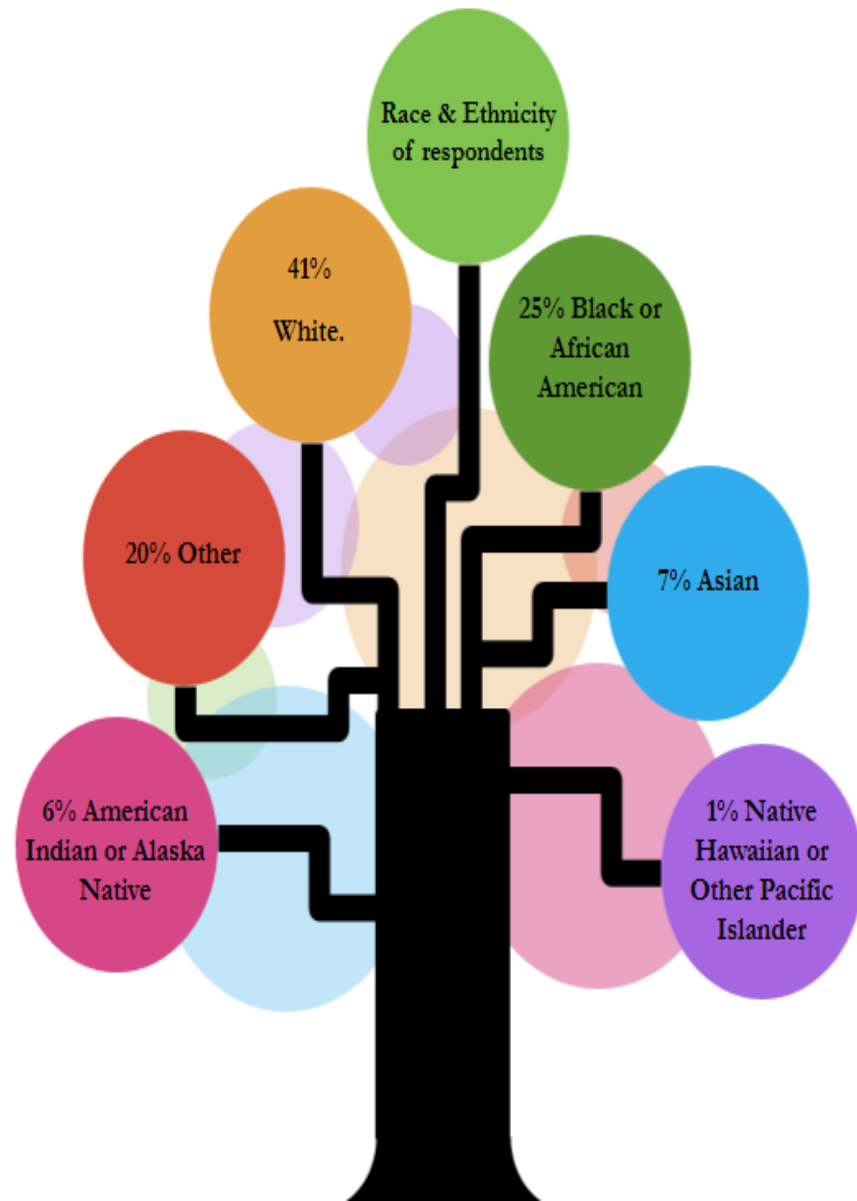 Race & Ethnicity
of respondents
41%
White.
25% Black or
African
American
20% Other
7% Asian
6% American
Indian or Alaska
Native
1% Native
Hawaiian or
Other Pacific
Islander